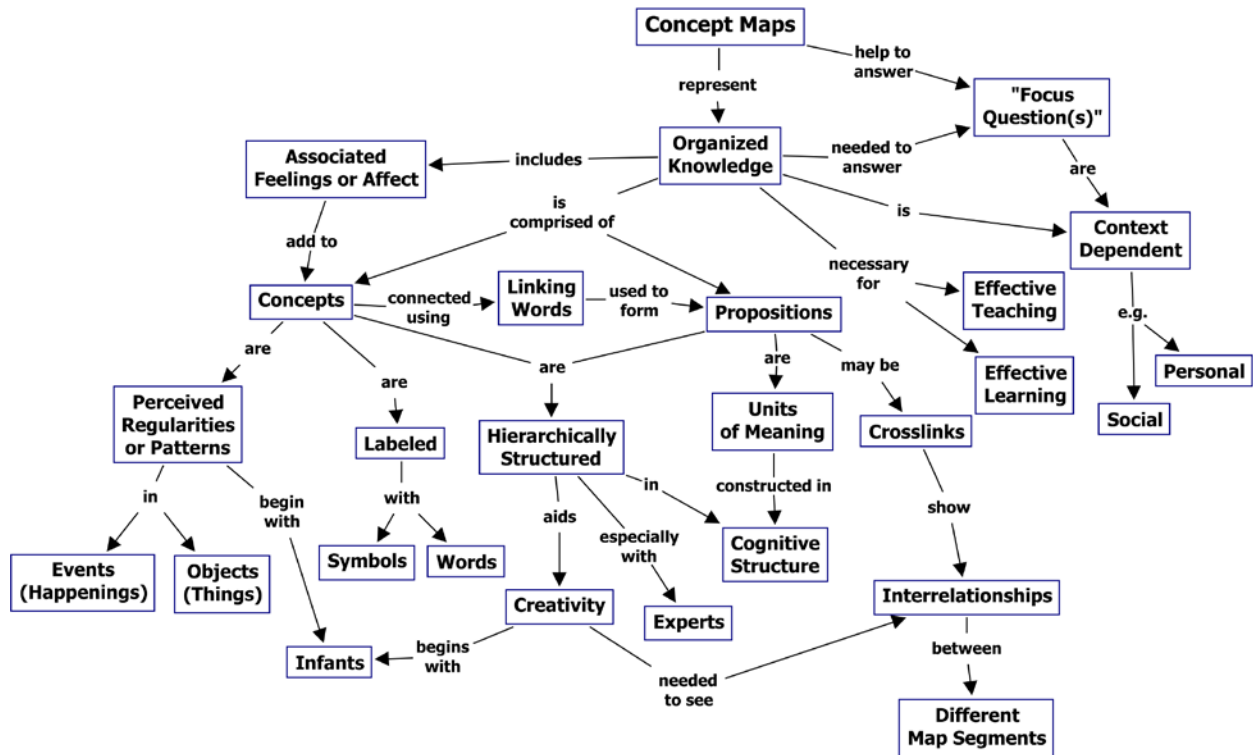 Concept Maps
help to
answer
represent
"Focus
Question(s)"
Organized
Knowledge
needed to
answer
includes
Associated
Feelings or Affect
are
is
comprised of
is
Context
Dependent
add to
necessary
for
Concepts
connected
using
Linking
Words
used to
form
Propositions
Effective
Teaching
e.g.
are
are
are
are
may be
Effective
Learning
Personal
Social
Perceived
Regularities
or Patterns
Labeled
Hierarchically
Structured
Units
of Meaning
Crosslinks
in
begin
with
with
aids
especially
with
in
constructed in
show
Events
(Happenings)
Objects
(Things)
Symbols
Words
Cognitive
Structure
Creativity
Experts
Interrelationships
Infants
begins
with
needed
to see
between
Different
Map Segments